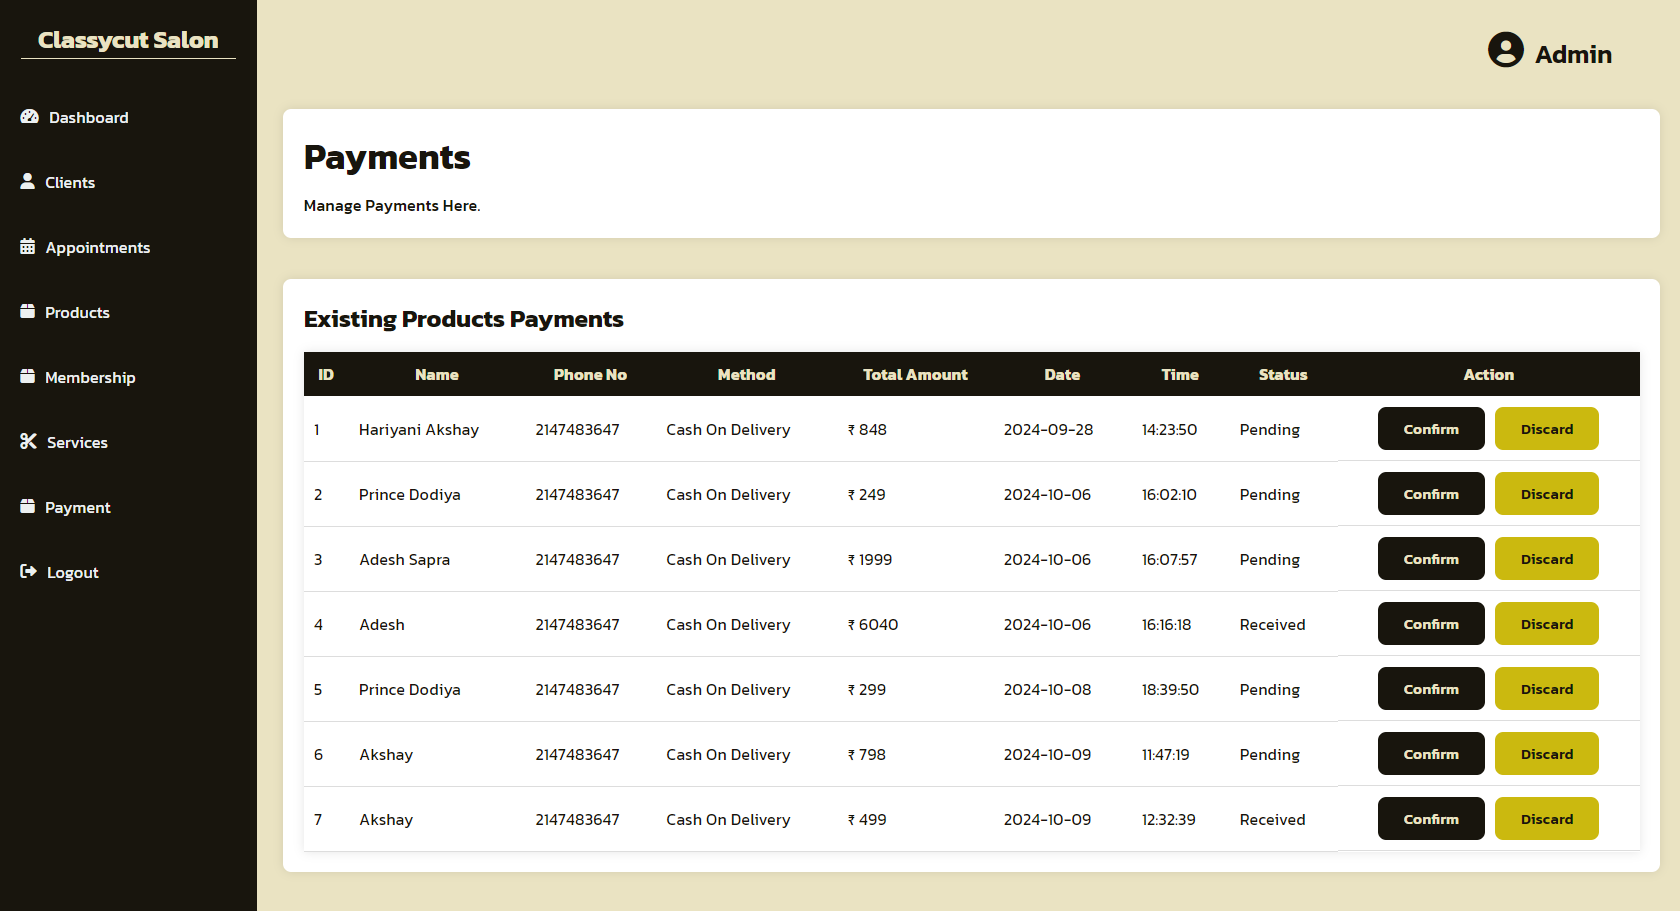 Classycut Salon
Admin
Dashboard
Clients
Appointments
Products
Membership
Services
Payment
Logout
Payments
Manage Payments Here.
Existing Products Payments
ID Name Phone No Method Total Amount Date Time Status Action
1 Hariyani Akshay 2147483647 Cash On Delivery ₹ 848 2024-09-28 14:23:50 Pending Confirm Discard
2 Prince Dodiya 2147483647 Cash On Delivery ₹ 249 2024-10-06 16:02:10 Pending Confirm Discard
3 Adesh Sapra 2147483647 Cash On Delivery ₹ 1999 2024-10-06 16:07:57 Pending Confirm Discard
4 Adesh 2147483647 Cash On Delivery ₹ 6040 2024-10-06 16:16:18 Received Confirm Discard
5 Prince Dodiya 2147483647 Cash On Delivery ₹ 299 2024-10-08 18:39:50 Pending Confirm Discard
6 Akshay 2147483647 Cash On Delivery ₹ 798 2024-10-09 11:47:19 Pending Confirm Discard
7 Akshay 2147483647 Cash On Delivery ₹ 499 2024-10-09 12:32:39 Received Confirm Discard